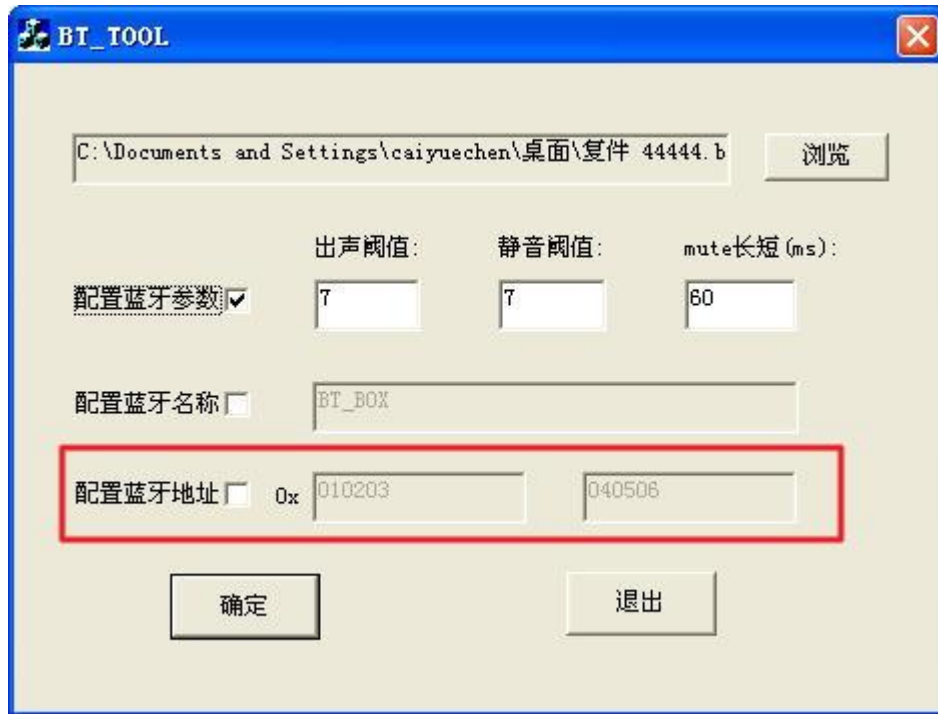 BT_TOOL
C:\Documents and Settings\caiyuechen\桌面\复件 44444.b
浏览
出声阈值: 静音阈值: mute长短(ms):
配置蓝牙参数 7 7 60
配置蓝牙名称 BT_BOX
配置蓝牙地址 0x 010203 040506
确定 退出